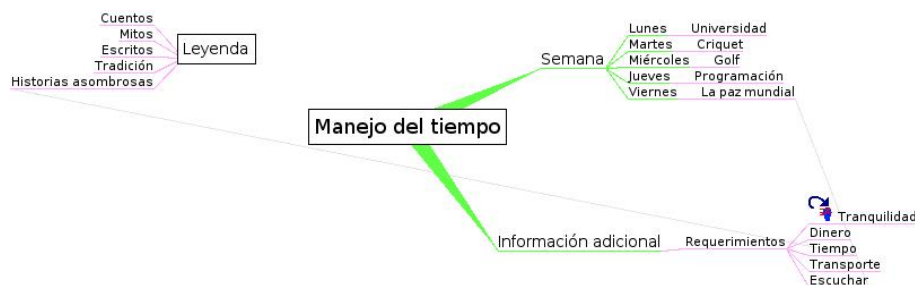 Cuentos
Mitos
Escritos
Tradición
Historias asombrosas
Leyenda
Manejo del tiempo
Semana
Lunes Universidad
Martes Criquet
Miércoles Golf
Jueves Programación
Viernes La paz mundial
Información adicional
Requerimientos
Tranquilidad
Dinero
Tiempo
Transporte
Escuchar